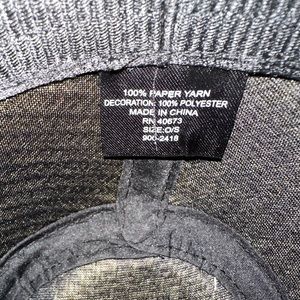 100% PAPER YARN
DECORATION: 100% POLYESTER
MADE IN CHINA
RN 40673
SIZE:O/S
900-2418